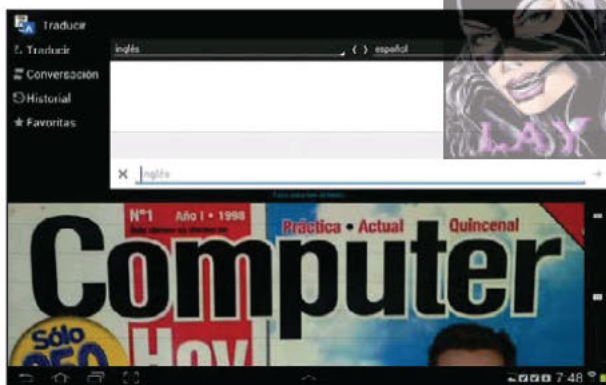 Traducir
Traducir
inglés
español
Conversación
Historial
Favoritas
LAY
inglés
Nº1 Año I • 1998
Práctica • Actual Quincenal
Computer
Hoy
Sólo
7:48